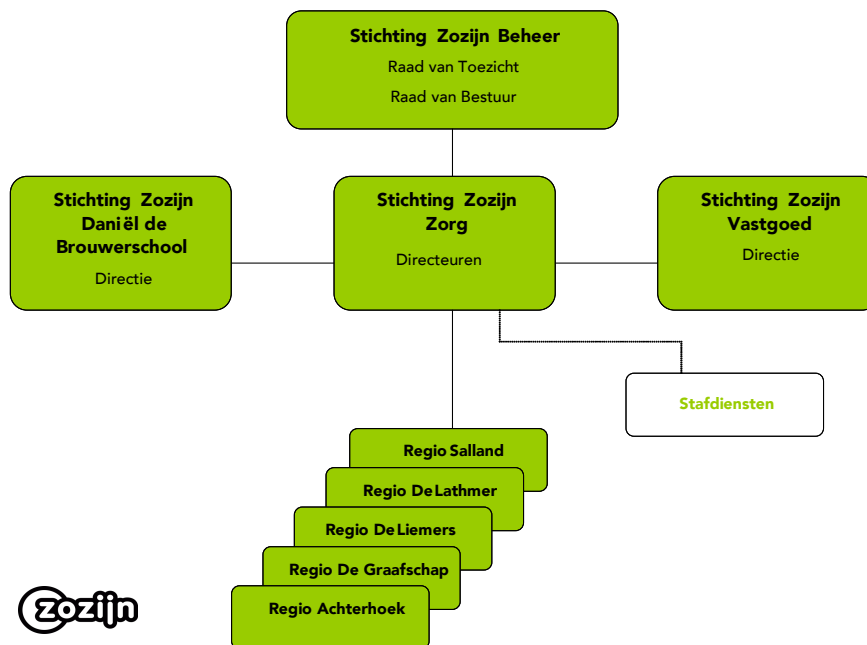 Stichting Zozijn Beheer
Raad van Toezicht
Raad van Bestuur
Stichting Zozijn
Daniël de
Brouwerschool
Directie
Stichting Zozijn
Zorg
Directeuren
Stichting Zozijn
Vastgoed
Directie
Stafdiensten
Regio Salland
Regio De Lathmer
Regio De Liemers
Regio De Graafschap
Regio Achterhoek
zozijn